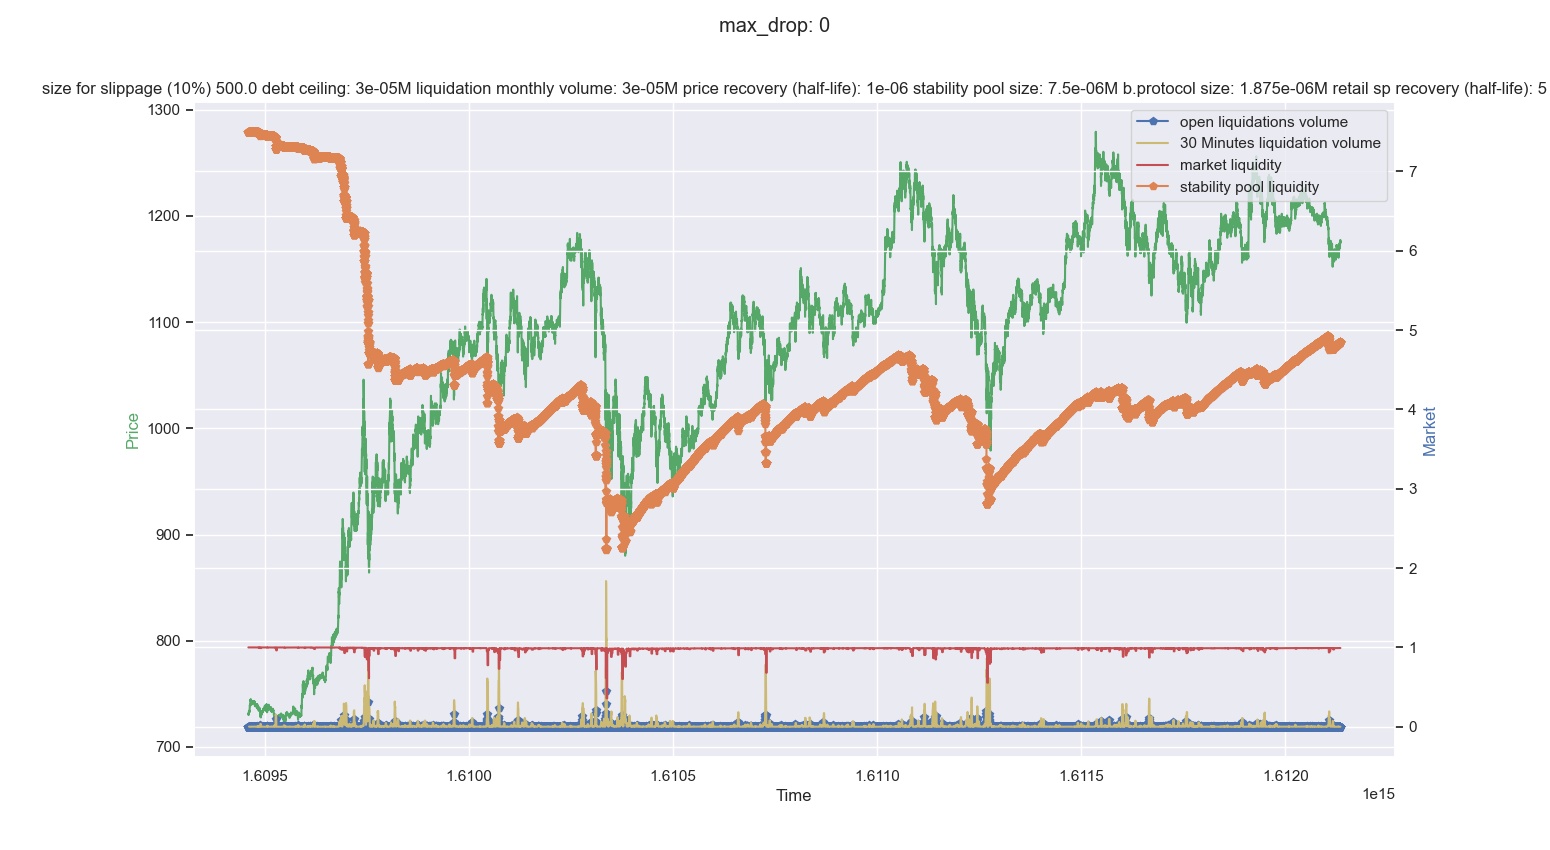 max_drop: 0
size for slippage (10%) 500.0 debt ceiling: 3e-05M liquidation monthly volume: 3e-05M price recovery (half-life): 1e-06 stability pool size: 7.5e-06M b.protocol size: 1.875e-06M retail sp recovery (half-life): 5
open liquidations volume
30 Minutes liquidation volume
market liquidity
stability pool liquidity
1300
1200
1100
1000
900
800
700
Price
7
6
5
4
3
2
1
0
Market
1.6095
1.6100
1.6105
1.6110
1.6115
1.6120
1e15
Time